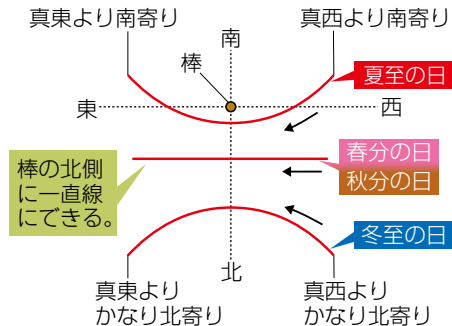 真東より南寄り
真西より南寄り
南
棒
夏至の日
東
西
棒の北側
に一直線
にできる。
春分の日
秋分の日
冬至の日
北
真東より
かなり北寄り
真西より
かなり北寄り